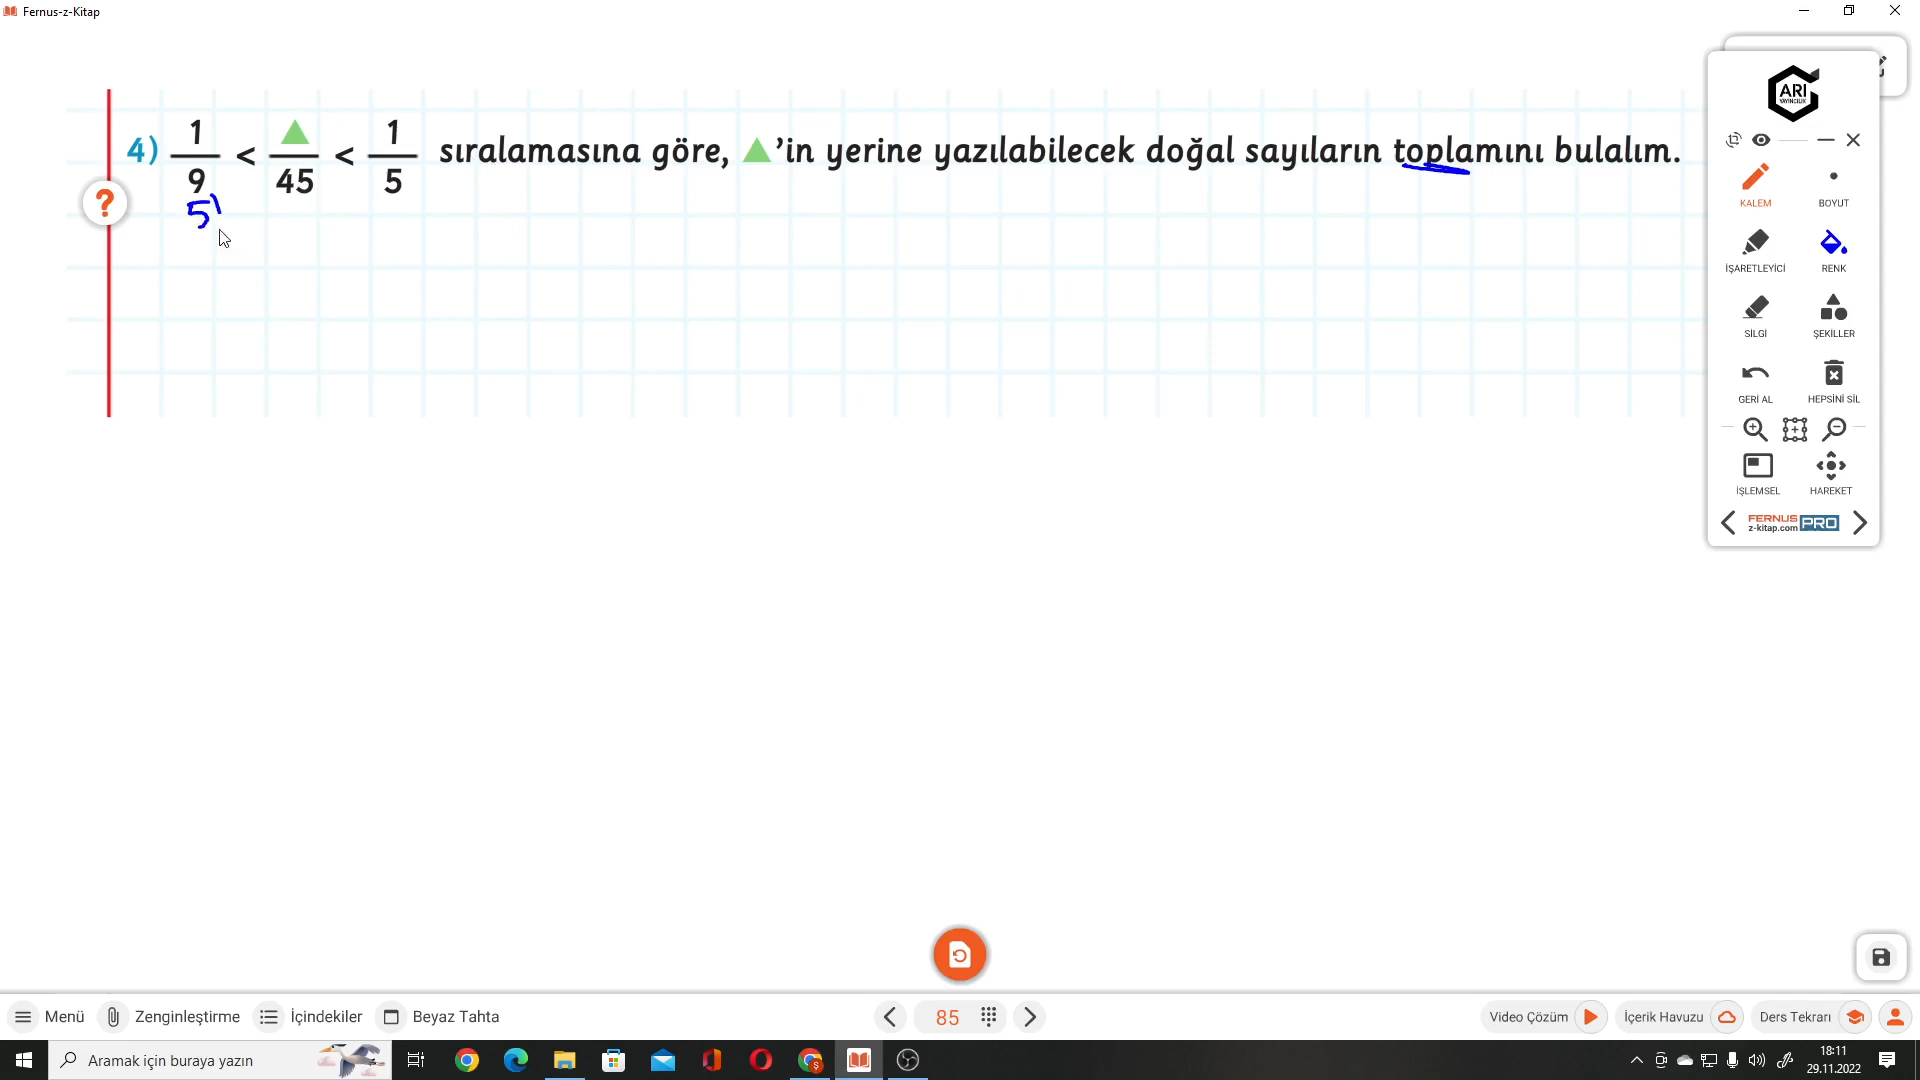 Fernus-z-Kitap
4) 1/9 < ▲/45 < 1/5 sıralamasına göre, ▲'in yerine yazılabilecek doğal sayıların toplamını bulalım.
5
?
ARI
YAYINCILIK
KALEM
BOYUT
İŞARETLEYİCİ
RENK
SİLGİ
ŞEKİLLER
GERİ AL
HEPSİNİ SİL
İŞLEMSEL
HAREKET
FERNUS PRO
z-kitap.com
Menü
Zenginleştirme
İçindekiler
Beyaz Tahta
85
Video Çözüm
İçerik Havuzu
Ders Tekrarı
Aramak için buraya yazın
18:11
29.11.2022